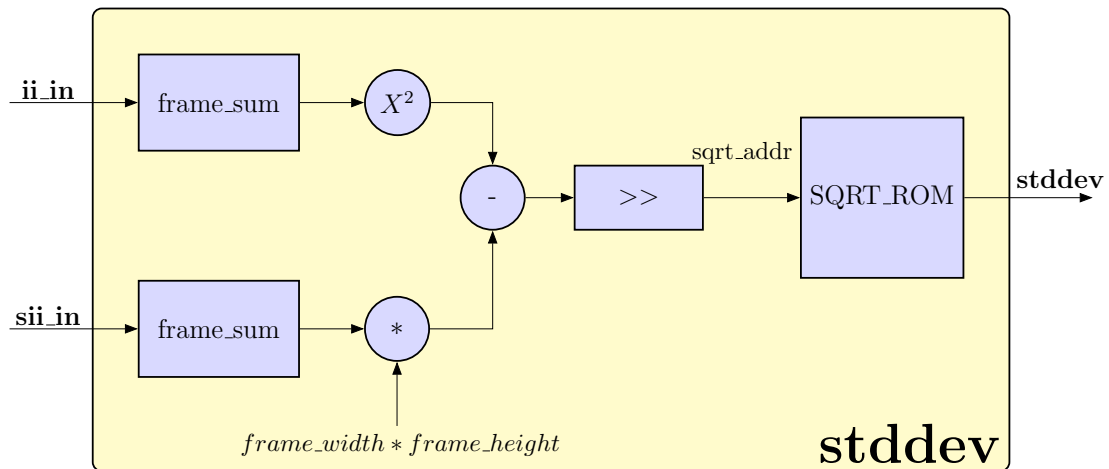 ii_in
frame_sum
X²
-
>>
sqrt_addr
SQRT_ROM
stddev
sii_in
frame_sum
*
frame_width * frame_height
stddev